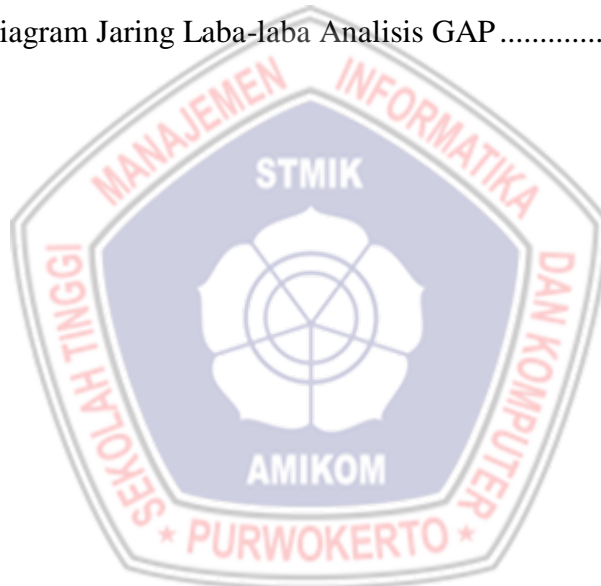 iagram Jaring Laba-laba Analisis GAP.............
SEKOLAH TINGGI MANAJEMEN INFORMATIKA DAN KOMPUTER
STMIK
AMIKOM
★ PURWOKERTO ★